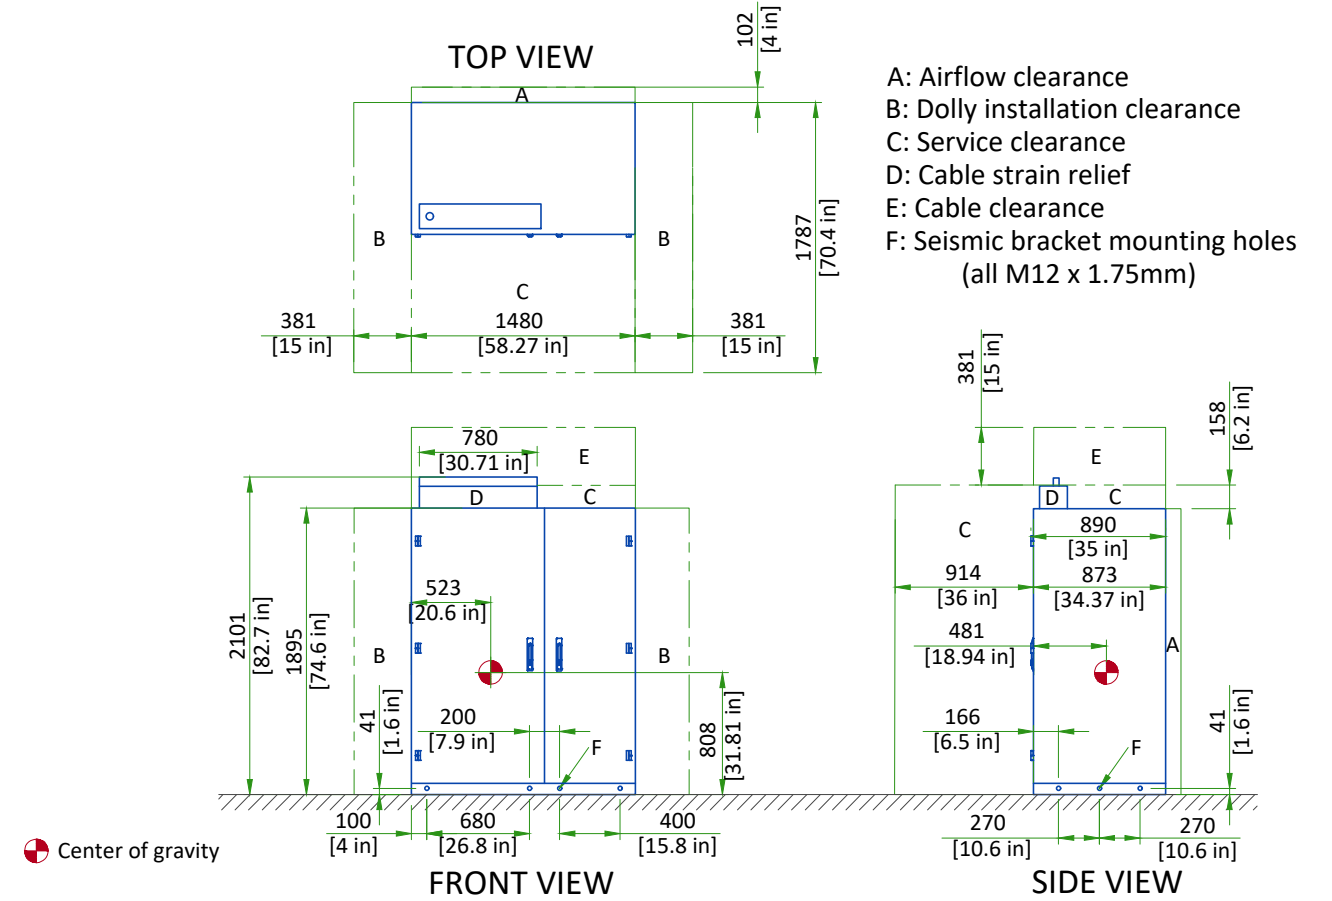 TOP VIEW
102
[4 in]
A
B
B
C
381
[15 in]
1480
[58.27 in]
381
[15 in]
1787
[70.4 in]
A: Airflow clearance
B: Dolly installation clearance
C: Service clearance
D: Cable strain relief
E: Cable clearance
F: Seismic bracket mounting holes
(all M12 x 1.75mm)
780
[30.71 in]
E
D
C
2101
[82.7 in]
1895
[74.6 in]
523
[20.6 in]
B
B
41
[1.6 in]
200
[7.9 in]
F
808
[31.81 in]
100
[4 in]
680
[26.8 in]
400
[15.8 in]
FRONT VIEW
Center of gravity
381
[15 in]
158
[6.2 in]
E
D
C
C
890
[35 in]
914
[36 in]
873
[34.37 in]
481
[18.94 in]
A
166
[6.5 in]
F
41
[1.6 in]
270
[10.6 in]
270
[10.6 in]
SIDE VIEW